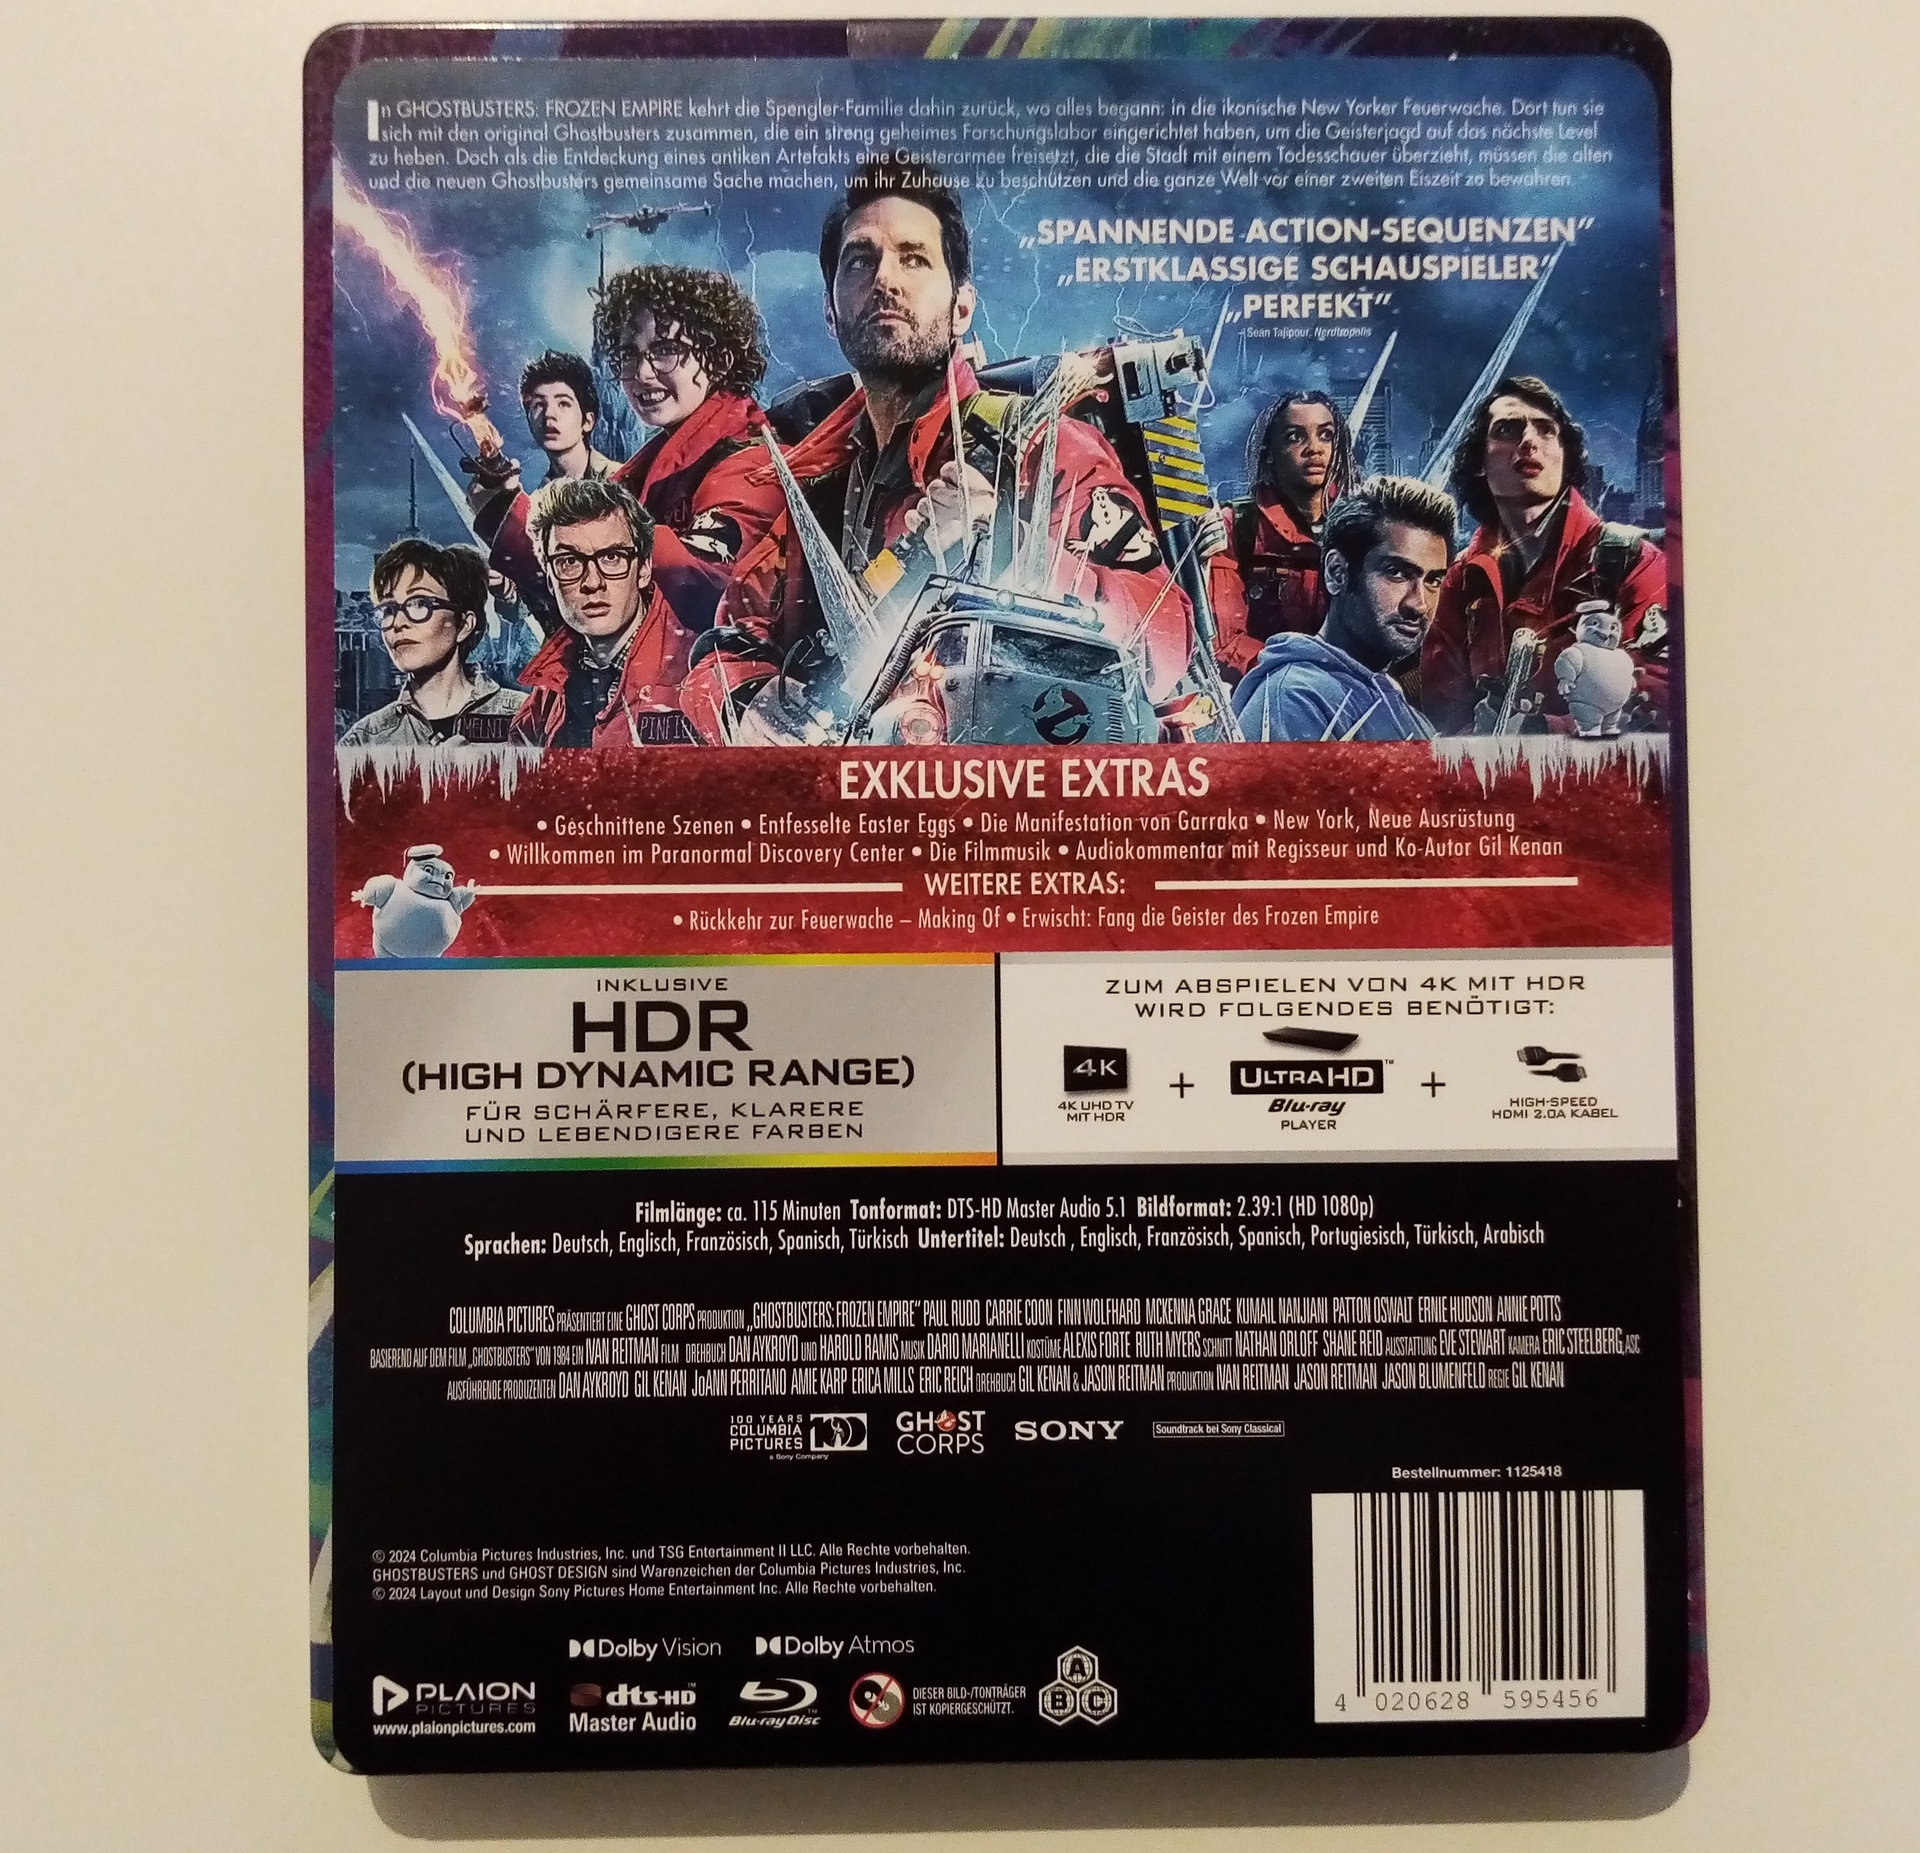 In GHOSTBUSTERS: FROZEN EMPIRE kehrt die Spengler-Familie dahin zurück, wo alles begann: in die ikonische New Yorker Feuerwache. Dort tun sie
sich mit den original Ghostbusters zusammen, die ein streng geheimes Forschungslabor eingerichtet haben, um die Geisterjagd auf das nächste Level
zu heben. Doch als die Entdeckung eines antiken Artefakts eine Geisterarmee freisetzt, die die Stadt mit einem Todesschauer überzieht, müssen die alten
und die neuen Ghostbusters gemeinsame Sache machen, um ihr Zuhause zu beschützen und die ganze Welt vor einer zweiten Eiszeit zu bewahren.
„SPANNENDE ACTION-SEQUENZEN”
„ERSTKLASSIGE SCHAUSPIELER”
„PERFEKT”
Sean Tajipour, Nerdtropolis
MELNI
PINFIE
EXKLUSIVE EXTRAS
• Geschnittene Szenen • Entfesselte Easter Eggs • Die Manifestation von Garraka • New York, Neue Ausrüstung
• Willkommen im Paranormal Discovery Center • Die Filmmusik • Audiokommentar mit Regisseur und Ko-Autor Gil Kenan
WEITERE EXTRAS:
• Rückkehr zur Feuerwache – Making Of • Erwischt: Fang die Geister des Frozen Empire
INKLUSIVE
HDR
(HIGH DYNAMIC RANGE)
FÜR SCHÄRFERE, KLARERE
UND LEBENDIGERE FARBEN
ZUM ABSPIELEN VON 4K MIT HDR
WIRD FOLGENDES BENÖTIGT:
4K
4K UHD TV
MIT HDR
+
ULTRA HD™
Blu-ray
PLAYER
+
HIGH-SPEED
HDMI 2.0A KABEL
Filmlänge: ca. 115 Minuten Tonformat: DTS-HD Master Audio 5.1 Bildformat: 2.39:1 (HD 1080p)
Sprachen: Deutsch, Englisch, Französisch, Spanisch, Türkisch Untertitel: Deutsch , Englisch, Französisch, Spanisch, Portugiesisch, Türkisch, Arabisch
COLUMBIA PICTURES PRÄSENTIERT EINE GHOST CORPS PRODUKTION „GHOSTBUSTERS: FROZEN EMPIRE“ PAUL RUDD CARRIE COON FINN WOLFHARD MCKENNA GRACE KUMAIL NANJIANI PATTON OSWALT ERNIE HUDSON ANNIE POTTS
BASIEREND AUF DEM FILM „GHOSTBUSTERS“ VON 1984 EIN IVAN REITMAN FILM DREHBUCH DAN AYKROYD UND HAROLD RAMIS MUSIK DARIO MARIANELLI KOSTÜME ALEXIS FORTE RUTH MYERS SCHNITT NATHAN ORLOFF SHANE REID AUSSTATTUNG EVE STEWART KAMERA ERIC STEELBERG, ASC
AUSFÜHRENDE PRODUZENTEN DAN AYKROYD GIL KENAN JoANN PERRITANO AMIE KARP ERICA MILLS ERIC REICH DREHBUCH GIL KENAN & JASON REITMAN PRODUKTION IVAN REITMAN JASON REITMAN JASON BLUMENFELD REGIE GIL KENAN
100 YEARS
COLUMBIA
PICTURES
100
a Sony Company
GHOST
CORPS
SONY
Soundtrack bei Sony Classical
Bestellnummer: 1125418
© 2024 Columbia Pictures Industries, Inc. und TSG Entertainment II LLC. Alle Rechte vorbehalten.
GHOSTBUSTERS und GHOST DESIGN sind Warenzeichen der Columbia Pictures Industries, Inc.
© 2024 Layout und Design Sony Pictures Home Entertainment Inc. Alle Rechte vorbehalten.
Dolby Vision
Dolby Atmos
PLAION
PICTURES
www.plaionpictures.com
dts-HD™
Master Audio
Blu-ray Disc™
DIESER BILD-/TONTRÄGER
IST KOPIERGESCHÜTZT.
A
B C
4 020628 595456